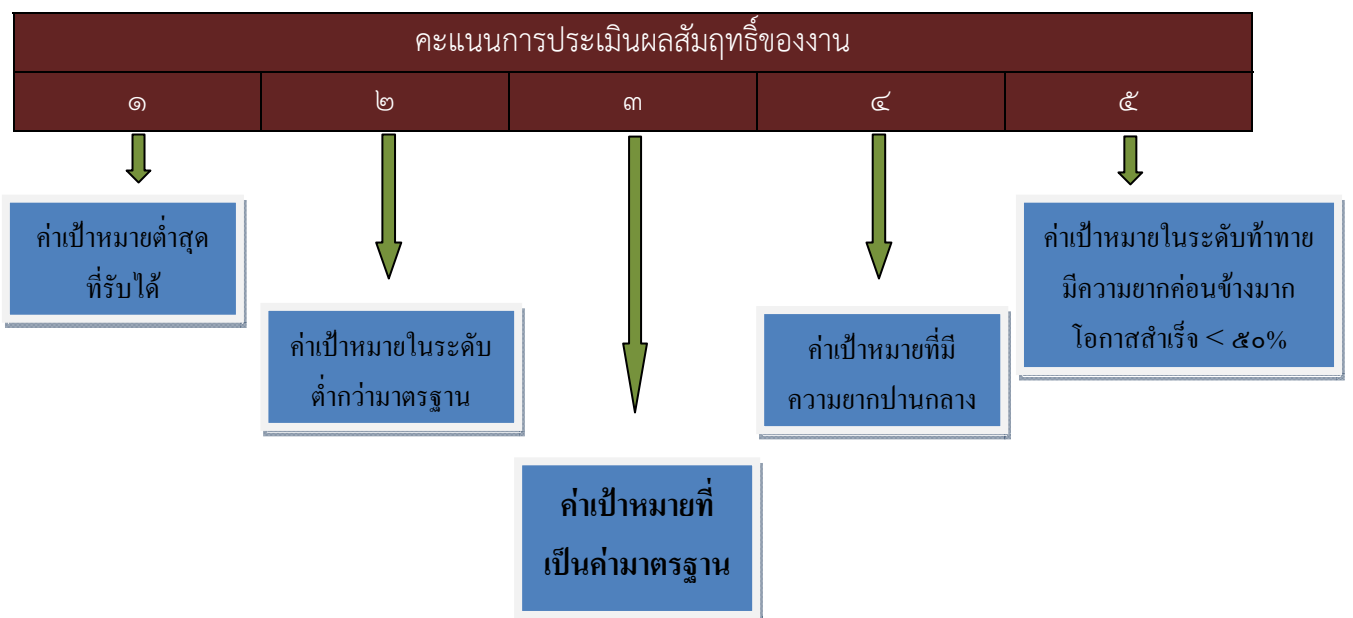 คะแนนการประเมินผลสัมฤทธิ์ของงาน
๑ ๒ ๓ ๔ ๕
ค่าเป้าหมายต่ำสุด
ที่รับได้
ค่าเป้าหมายในระดับ
ต่ำกว่ามาตรฐาน
ค่าเป้าหมายที่
เป็นค่ามาตรฐาน
ค่าเป้าหมายที่มี
ความยากปานกลาง
ค่าเป้าหมายในระดับท้าทาย
มีความยากค่อนข้างมาก
โอกาสสำเร็จ < ๕๐%